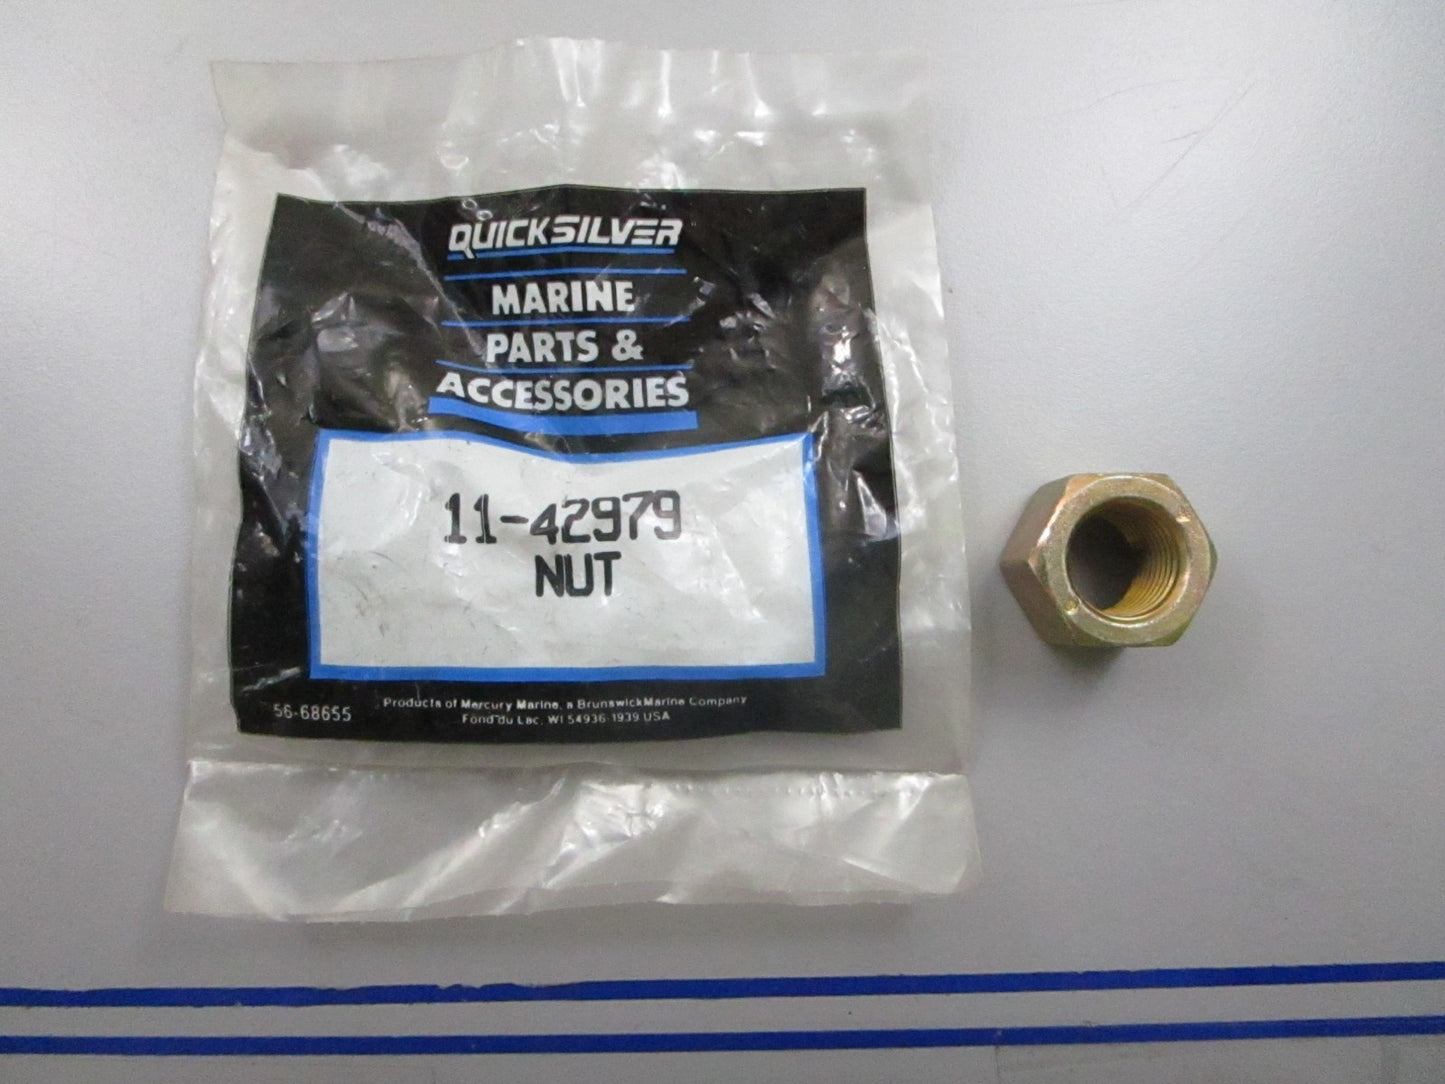 QUICKSILVER
MARINE
PARTS &
ACCESSORIES
11-42979
NUT
56-68655
Products of Mercury Marine, a Brunswick Marine Company
Fond du Lac, WI 54936-1939 USA